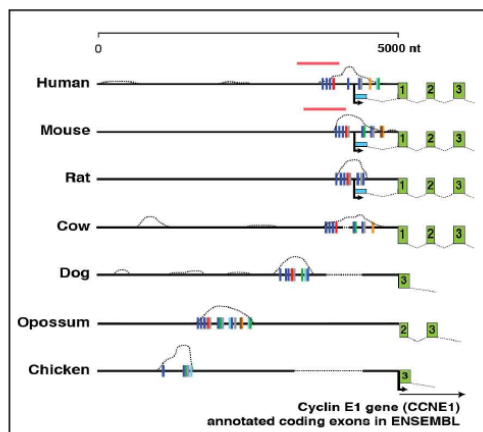 0 5000 nt
Human 1 2 3
Mouse 1 2 3
Rat 1 2 3
Cow 1 2 3
Dog 3
Opossum 2 3
Chicken 3
Cyclin E1 gene (CCNE1)
annotated coding exons in ENSEMBL